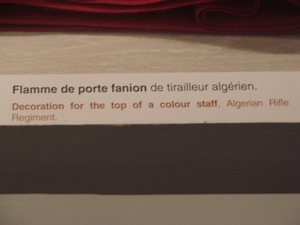 Flamme de porte fanion de tirailleur algérien.
Decoration for the top of a colour staff, Algerian Rifle
Regiment.